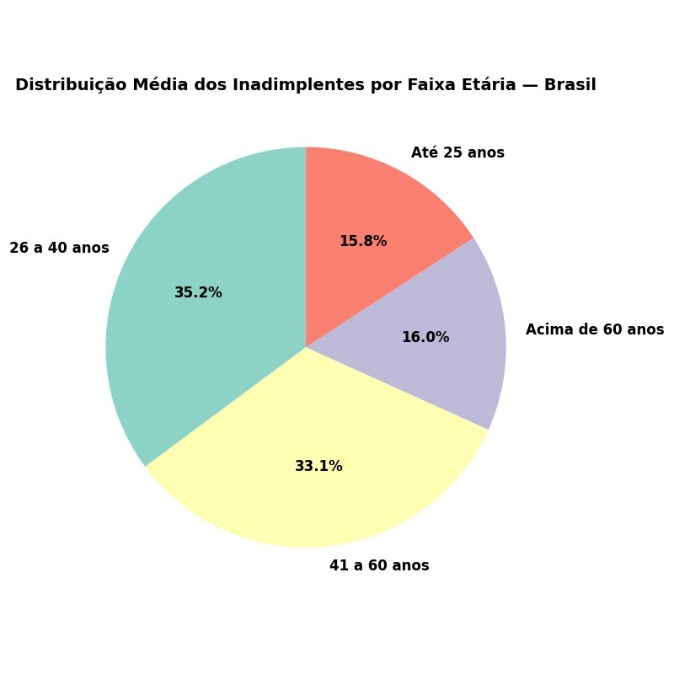 Distribuição Média dos Inadimplentes por Faixa Etária — Brasil
Até 25 anos
15.8%
26 a 40 anos
35.2%
Acima de 60 anos
16.0%
33.1%
41 a 60 anos